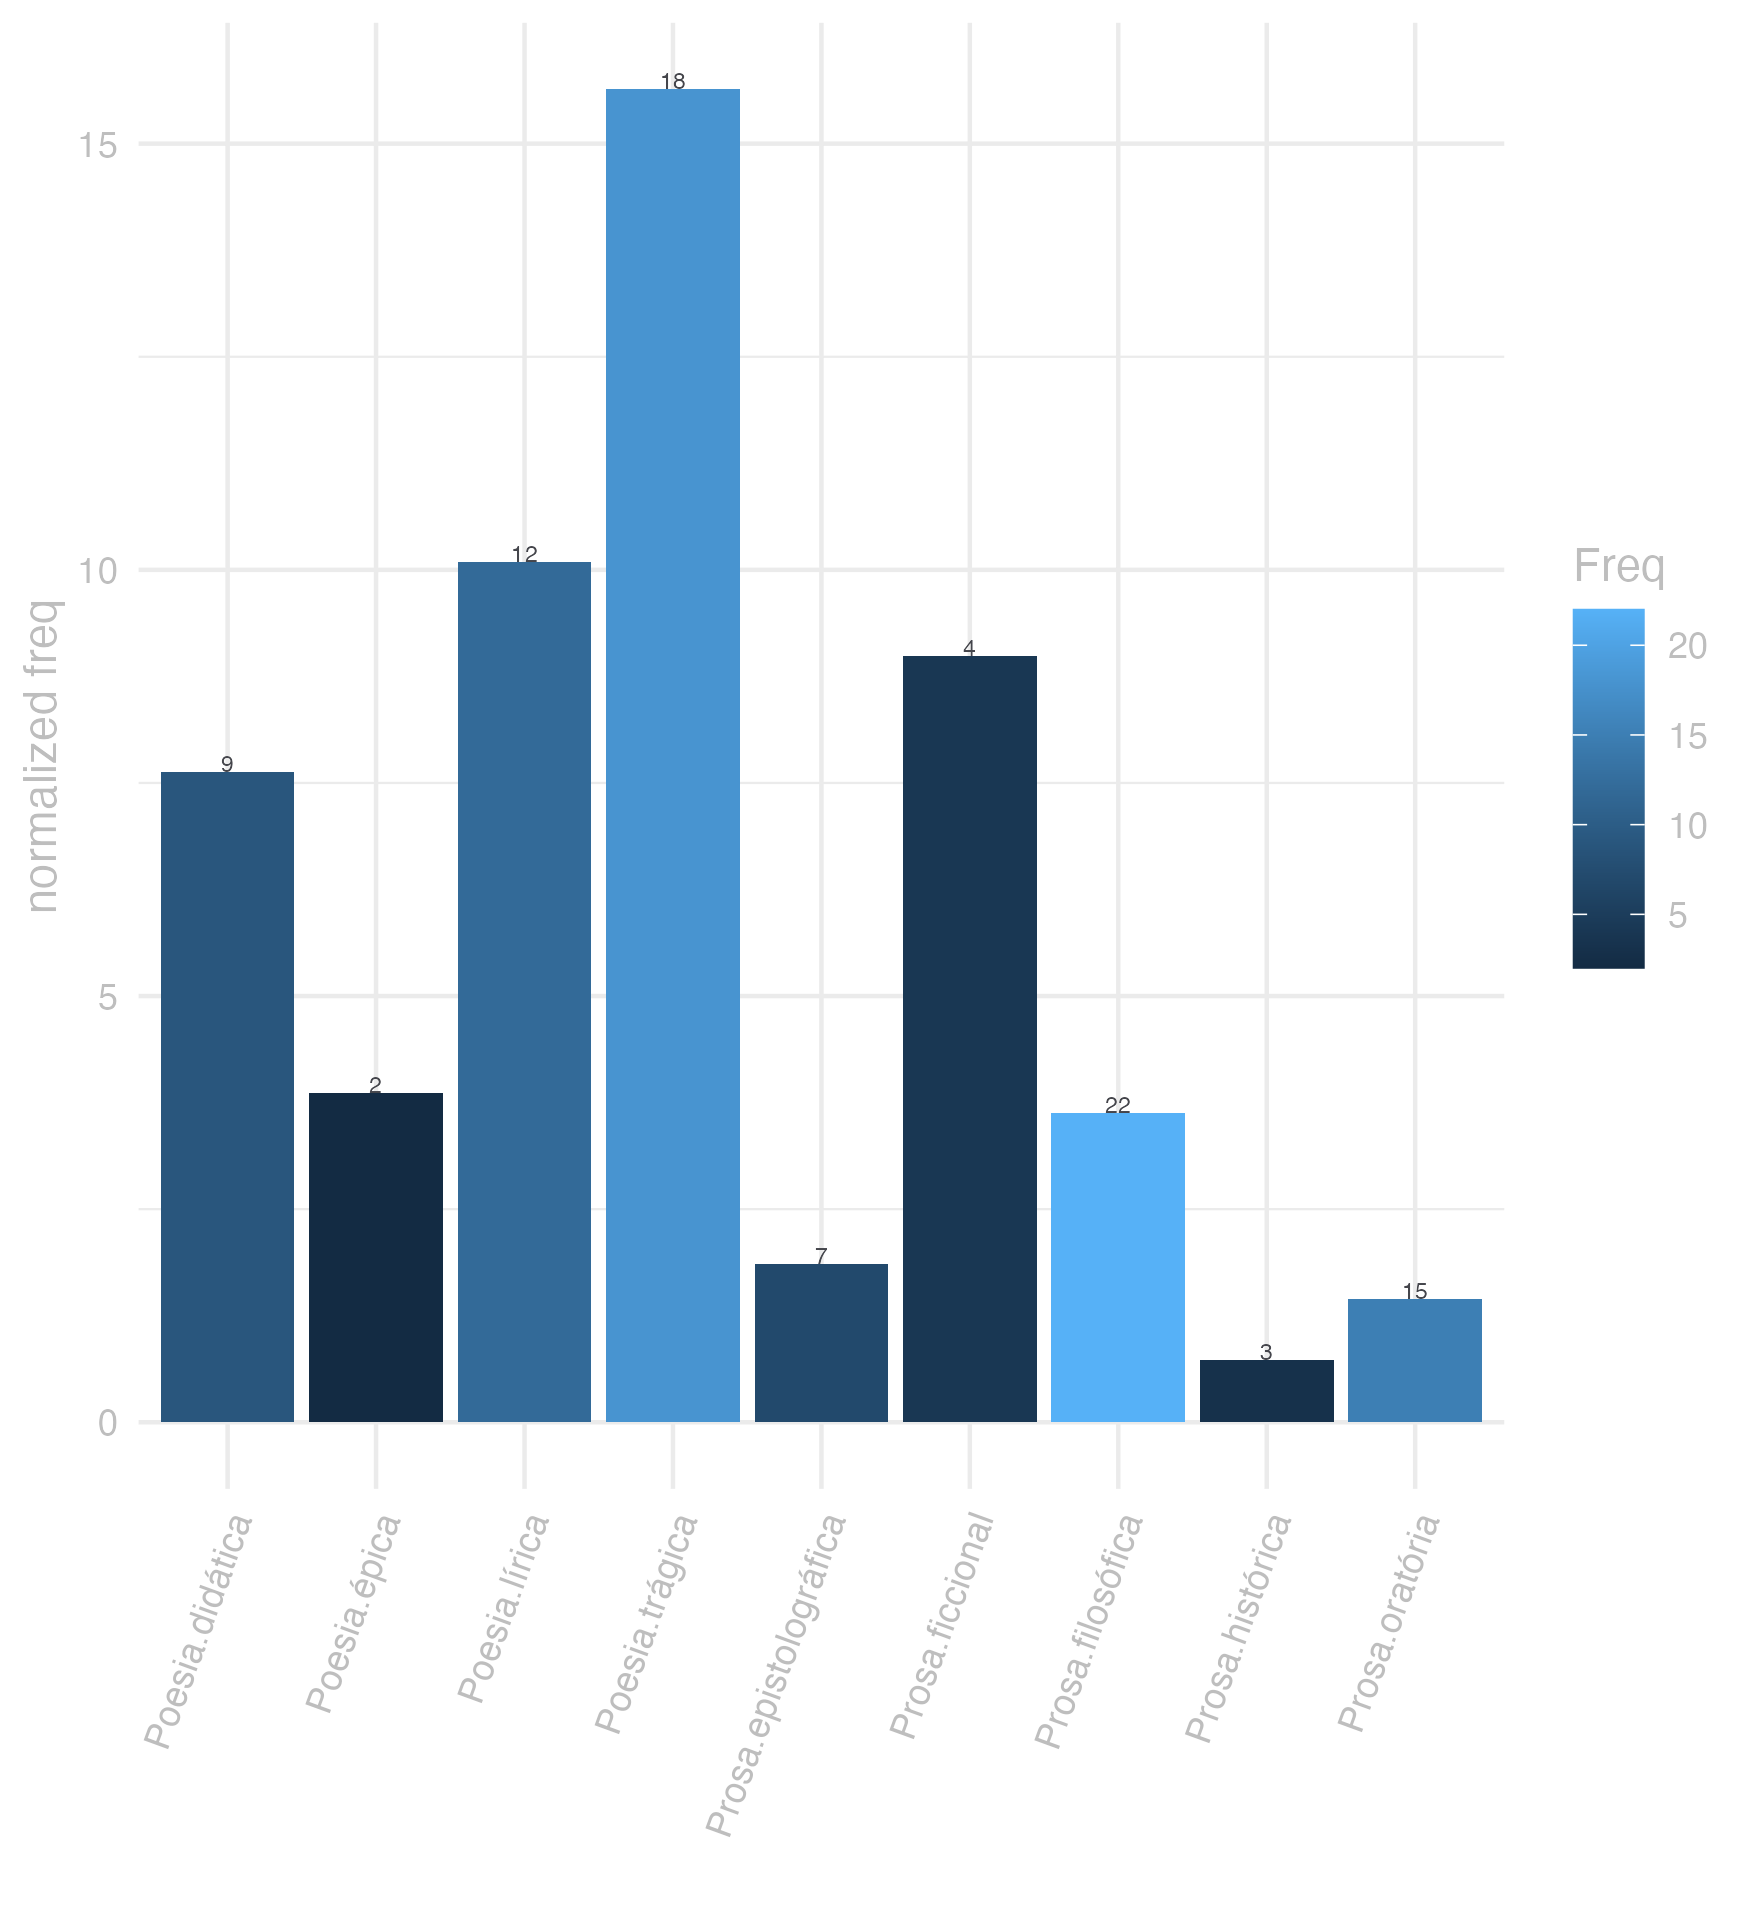 18
15
12
10
9
4
5
2
22
7
15
3
0
normalized freq
Freq
20
15
10
5
Poesia.didática
Poesia.épica
Poesia.lírica
Poesia.trágica
Prosa.epistolográfica
Prosa.ficcional
Prosa.filosófica
Prosa.histórica
Prosa.oratória